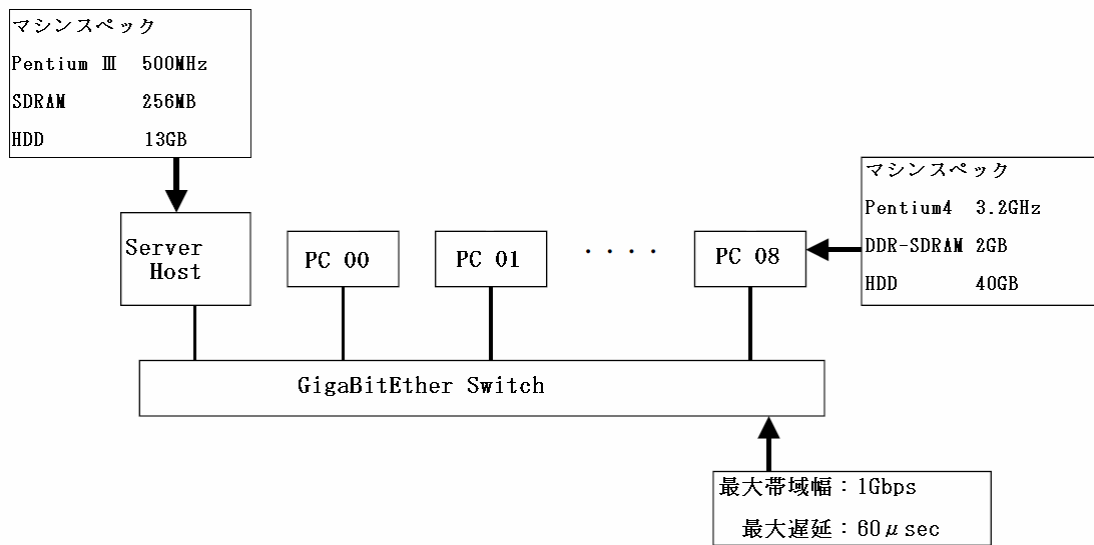 マシンスペック
Pentium Ⅲ 500MHz
SDRAM 256MB
HDD 13GB
マシンスペック
Pentium4 3.2GHz
DDR-SDRAM 2GB
HDD 40GB
Server
Host
PC 00
PC 01
・・・・
PC 08
GigaBitEther Switch
最大帯域幅：1Gbps
最大遅延：60μsec